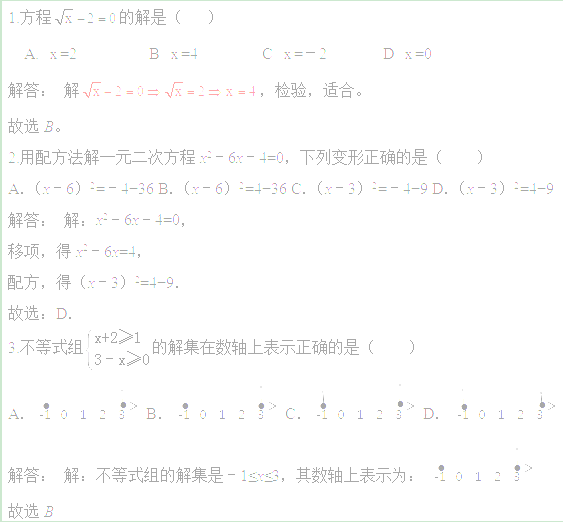 1.方程√x－2=0的解是（　　）
A. x=2 B x=4 C x=－2 D x=0
解答： 解√x－2=0⇒√x=2⇒x=4，检验，适合。
故选B。
2.用配方法解一元二次方程x²﹣6x﹣4=0，下列变形正确的是（　　）
A.（x﹣6）²=﹣4+36 B.（x﹣6）²=4+36 C.（x﹣3）²=﹣4+9 D.（x﹣3）²=4+9
解答： 解：x²﹣6x﹣4=0，
移项，得x²﹣6x=4，
配方，得（x﹣3）²=4+9．
故选：D．
3.不等式组{x+2≥1 3﹣x≥0的解集在数轴上表示正确的是（　　）
A. -1 0 1 2 3 B. -1 0 1 2 3 C. -1 0 1 2 3 D. -1 0 1 2 3
解答： 解：不等式组的解集是﹣1≤x≤3，其数轴上表示为： -1 0 1 2 3
故选B